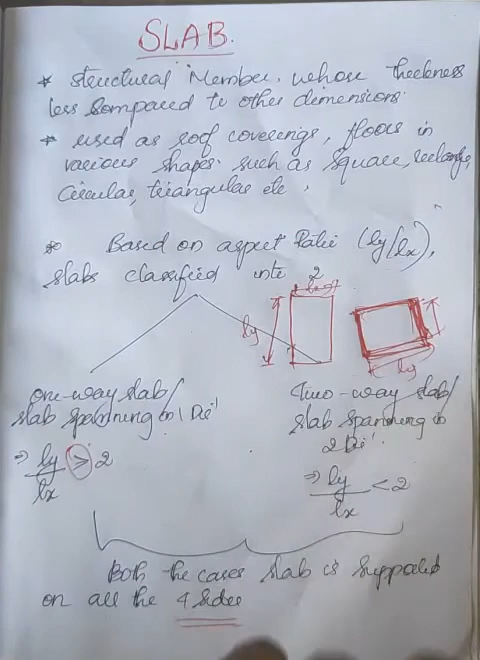 SLAB.
* Structural Member. whose thickness
less Compared to other dimensions.
* used as roof coverings, floors in
various shapes. such as Square, rectangle,
Circular, triangular etc.
* Based on aspect Ratio (ly/lx),
slabs classified into
2
ly
ly
one-way slab/
slab spanning in 1 Dir'
⇒ ly/lx ≥ 2
Two-way slab/
slab spanning in
2 Dir'.
⇒ ly/lx < 2
Both the cases slab is supported
on all the 4 sides